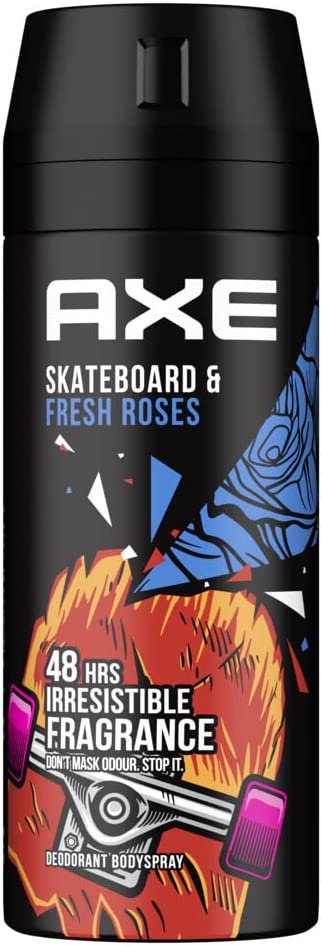 AXE
SKATEBOARD &
FRESH ROSES
48 HRS
IRRESISTIBLE
FRAGRANCE
DON'T MASK ODOUR. STOP IT.
DEODORANT BODYSPRAY